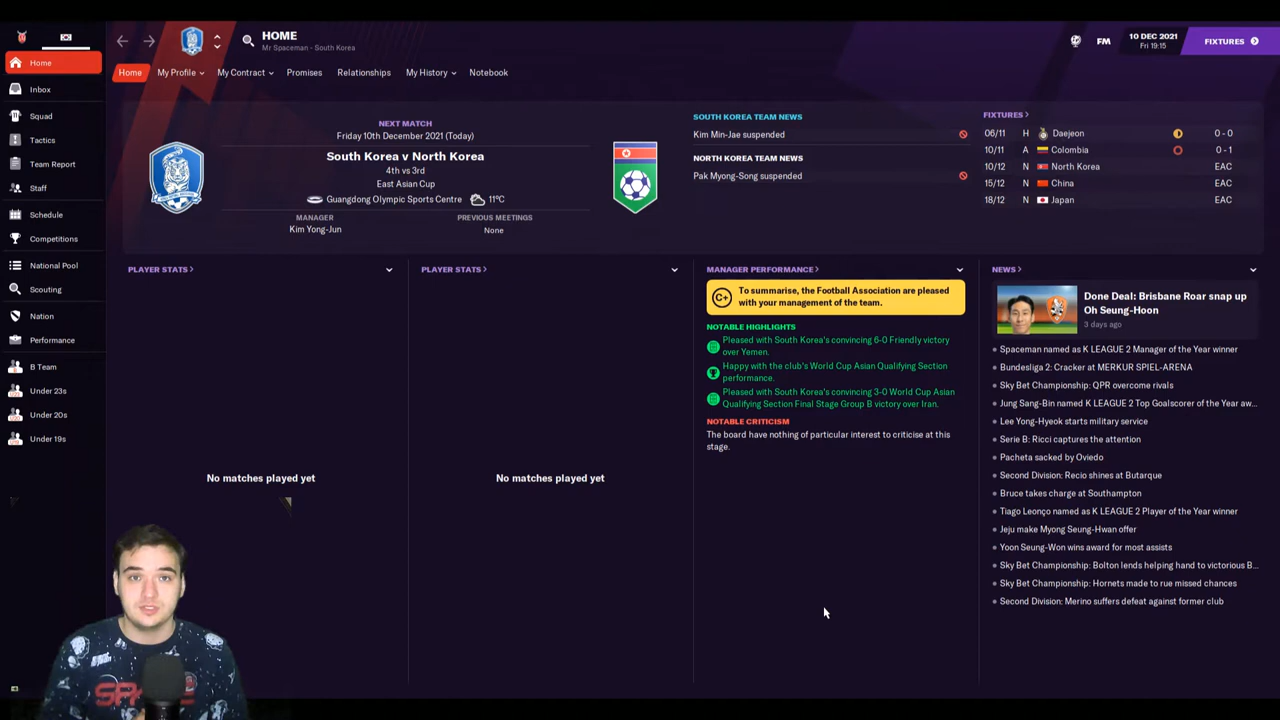 HOME
Mr Spaceman - South Korea
10 DEC 2021
FRI 19:15
FM
FIXTURES
Home
Inbox
Squad
Tactics
Team Report
Staff
Schedule
Competitions
National Pool
Scouting
Nation
Performance
B Team
Under 23s
Under 20s
Under 19s
Home
My Profile
My Contract
Promises
Relationships
My History
Notebook
NEXT MATCH
Friday 10th December 2021 (Today)
South Korea v North Korea
4th vs 3rd
East Asian Cup
Guangdong Olympic Sports Centre 11°C
MANAGER
Kim Yong-Jun
PREVIOUS MEETINGS
None
SOUTH KOREA TEAM NEWS
Kim Min-Jae suspended
NORTH KOREA TEAM NEWS
Pak Myong-Song suspended
FIXTURES
06/11 H Daejeon 0 - 0
10/11 A Colombia 0 - 1
10/12 N North Korea EAC
15/12 N China EAC
18/12 N Japan EAC
PLAYER STATS
No matches played yet
PLAYER STATS
No matches played yet
MANAGER PERFORMANCE
C+
To summarise, the Football Association are pleased
with your management of the team.
NOTABLE HIGHLIGHTS
Pleased with South Korea's convincing 6-0 Friendly victory
over Yemen.
Happy with the club's World Cup Asian Qualifying Section
performance.
Pleased with South Korea's convincing 3-0 World Cup Asian
Qualifying Section Final Stage Group B victory over Iran.
NOTABLE CRITICISM
The board have nothing of particular interest to criticise at this
stage.
NEWS
Done Deal: Brisbane Roar snap up
Oh Seung-Hoon
3 days ago
Spaceman named as K LEAGUE 2 Manager of the Year winner
Bundesliga 2: Cracker at MERKUR SPIEL-ARENA
Sky Bet Championship: QPR overcome rivals
Jung Sang-Bin named K LEAGUE 2 Top Goalscorer of the Year aw...
Lee Yong-Hyeok starts military service
Serie B: Ricci captures the attention
Pacheta sacked by Oviedo
Second Division: Recio shines at Butarque
Bruce takes charge at Southampton
Tiago Leonço named as K LEAGUE 2 Player of the Year winner
Jeju make Myong Seung-Hwan offer
Yoon Seung-Won wins award for most assists
Sky Bet Championship: Bolton lends helping hand to victorious B...
Sky Bet Championship: Hornets made to rue missed chances
Second Division: Merino suffers defeat against former club